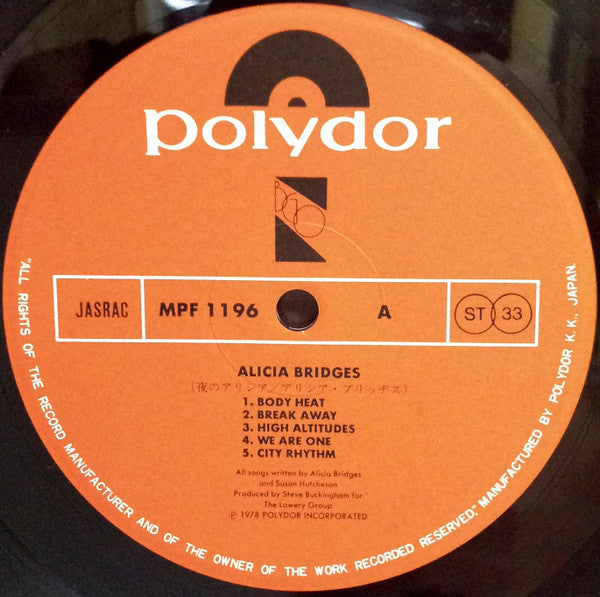 polydor
JASRAC
MPF 1196
A
ST 33
ALICIA BRIDGES
(夜のアリシア/アリシア・ブリッヂズ)
1. BODY HEAT
2. BREAK AWAY
3. HIGH ALTITUDES
4. WE ARE ONE
5. CITY RHYTHM
All songs written by Alicia Bridges
and Susan Hutcheson
Produced by Steve Buckingham for
The Lowery Group
℗ 1978 POLYDOR INCORPORATED
"ALL RIGHTS OF THE RECORD MANUFACTURER AND OF THE OWNER OF THE WORK RECORDED RESERVED." MANUFACTURED BY POLYDOR K.K., JAPAN.